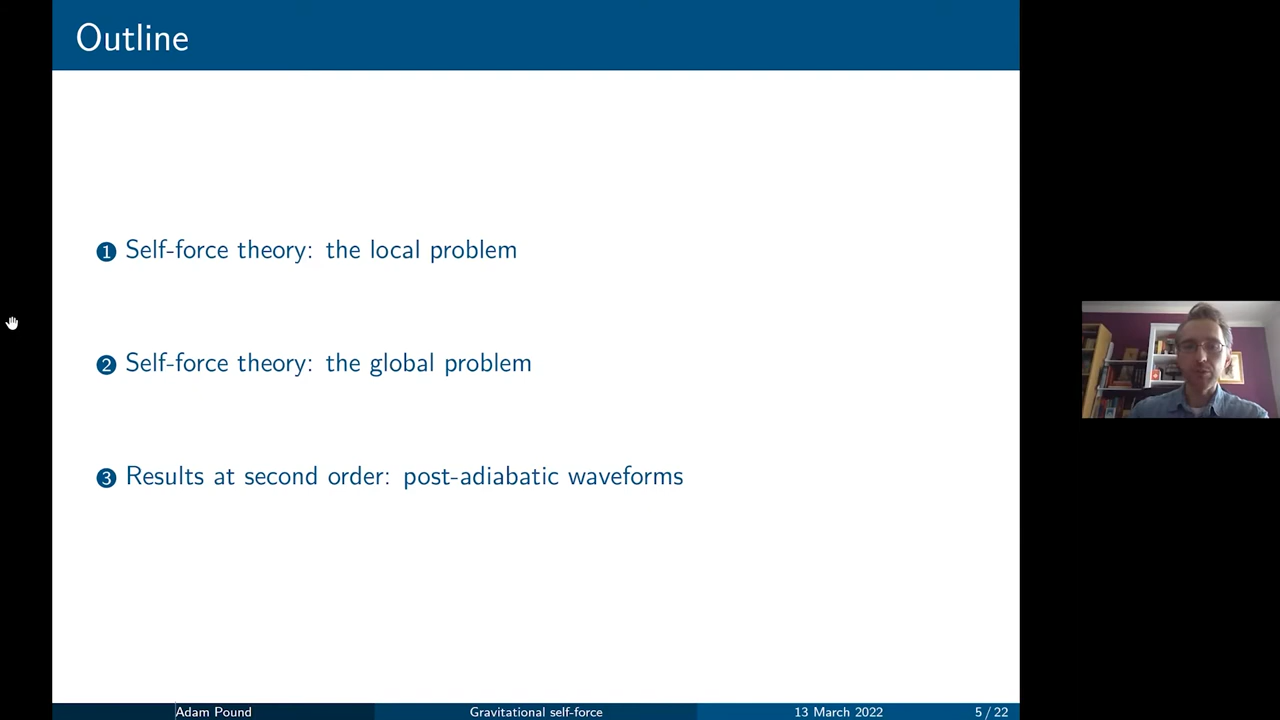 Outline
1 Self-force theory: the local problem
2 Self-force theory: the global problem
3 Results at second order: post-adiabatic waveforms
Adam Pound Gravitational self-force 13 March 2022 5 / 22